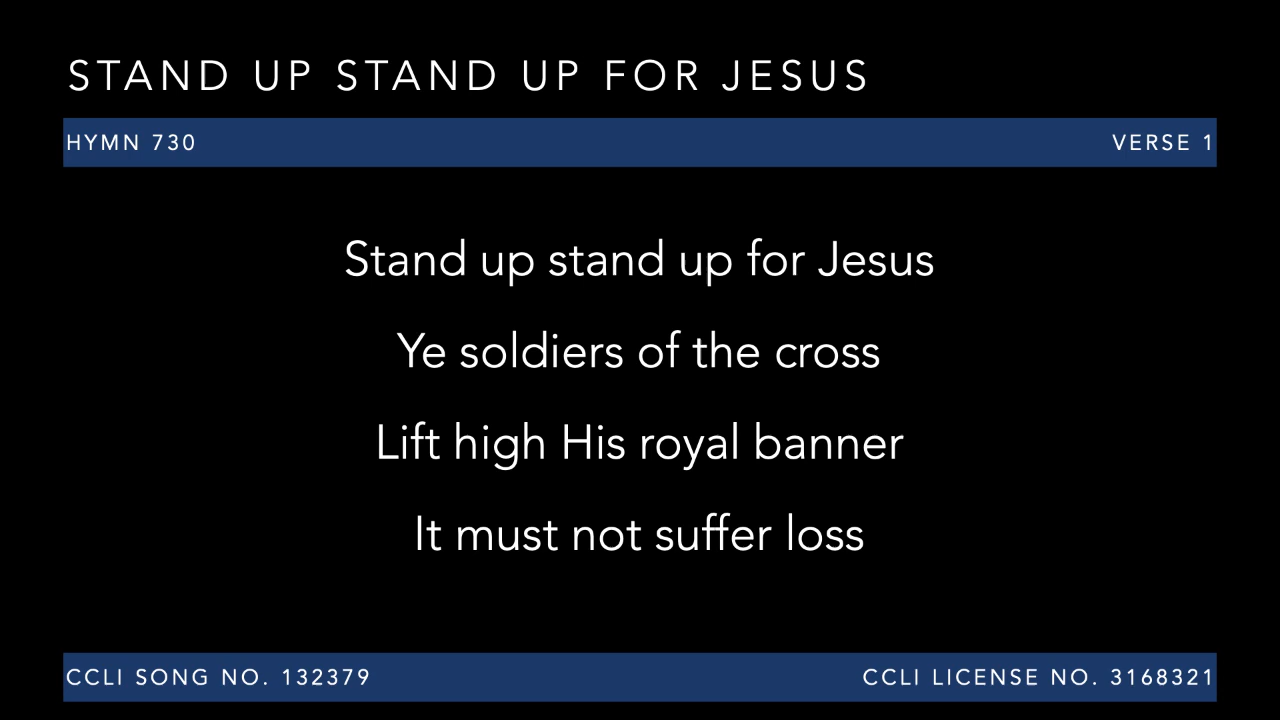 STAND UP STAND UP FOR JESUS
HYMN 730 VERSE 1
Stand up stand up for Jesus
Ye soldiers of the cross
Lift high His royal banner
It must not suffer loss
CCLI SONG NO. 132379 CCLI LICENSE NO. 3168321